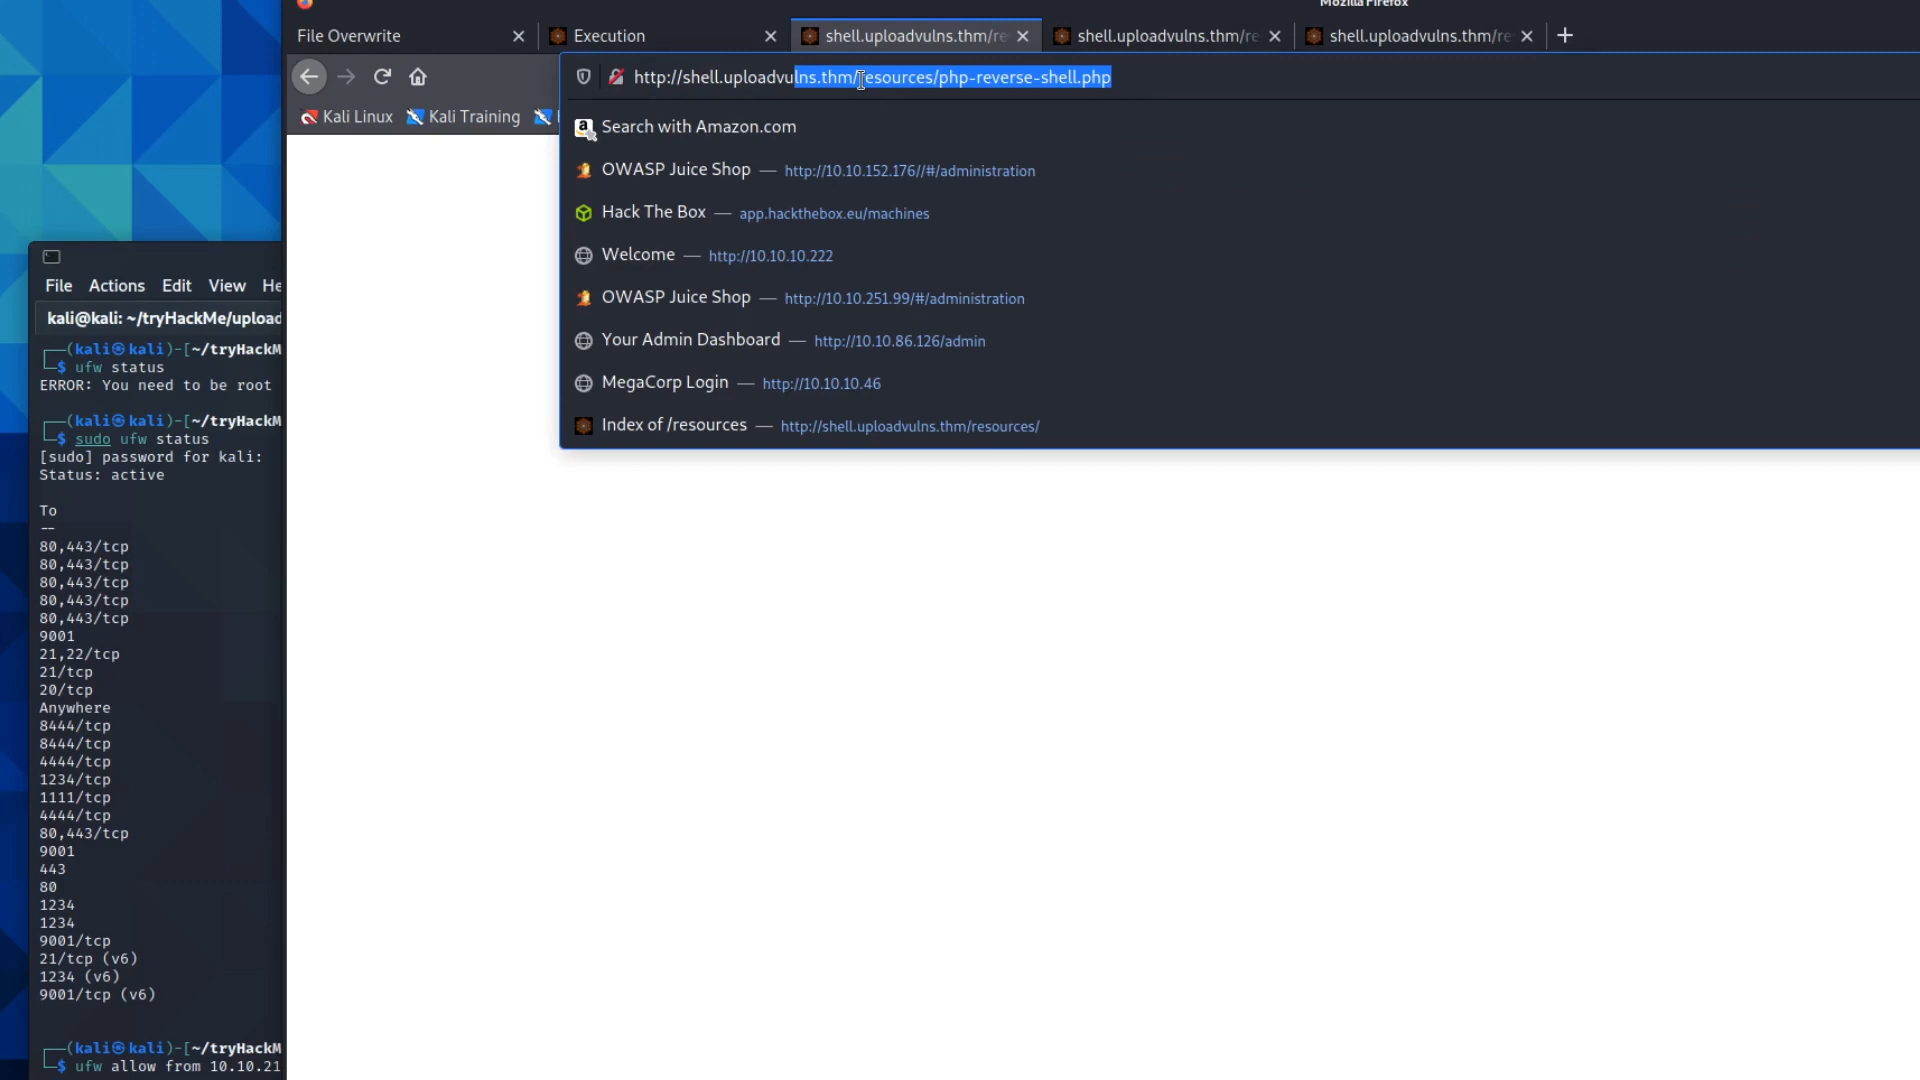 Mozilla Firefox
File Overwrite
Execution
shell.uploadvulns.thm/re
shell.uploadvulns.thm/re
shell.uploadvulns.thm/re
http://shell.uploadvulns.thm/resources/php-reverse-shell.php
Kali Linux
Kali Training
Search with Amazon.com
OWASP Juice Shop — http://10.10.152.176//#/administration
Hack The Box — app.hackthebox.eu/machines
Welcome — http://10.10.10.222
OWASP Juice Shop — http://10.10.251.99/#/administration
Your Admin Dashboard — http://10.10.86.126/admin
MegaCorp Login — http://10.10.10.46
Index of /resources — http://shell.uploadvulns.thm/resources/
File Actions Edit View He
kali@kali: ~/tryHackMe/upload
(kali㉿kali)-[~/tryHackM
$ ufw status
ERROR: You need to be root
(kali㉿kali)-[~/tryHackM
$ sudo ufw status
[sudo] password for kali:
Status: active
To
--
80,443/tcp
80,443/tcp
80,443/tcp
80,443/tcp
80,443/tcp
9001
21,22/tcp
21/tcp
20/tcp
Anywhere
8444/tcp
8444/tcp
4444/tcp
1234/tcp
1111/tcp
4444/tcp
80,443/tcp
9001
443
80
1234
1234
9001/tcp
21/tcp (v6)
1234 (v6)
9001/tcp (v6)
(kali㉿kali)-[~/tryHackM
$ ufw allow from 10.10.21